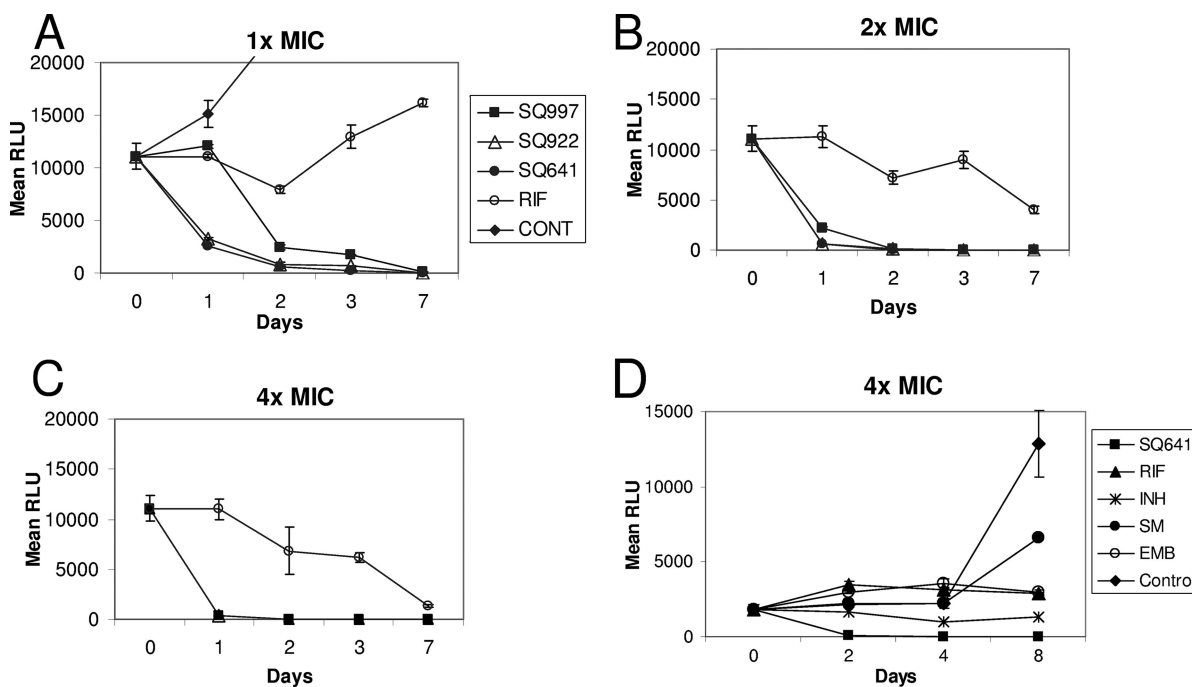 A
1x MIC
20000
15000
10000
5000
0
Mean RLU
0 1 2 3 7
Days
SQ997
SQ922
SQ641
RIF
CONT
B
2x MIC
20000
15000
10000
5000
0
Mean RLU
0 1 2 3 7
Days
C
4x MIC
20000
15000
10000
5000
0
Mean RLU
0 1 2 3 7
Days
D
4x MIC
15000
10000
5000
0
Mean RLU
0 2 4 8
Days
SQ641
RIF
INH
SM
EMB
Contro